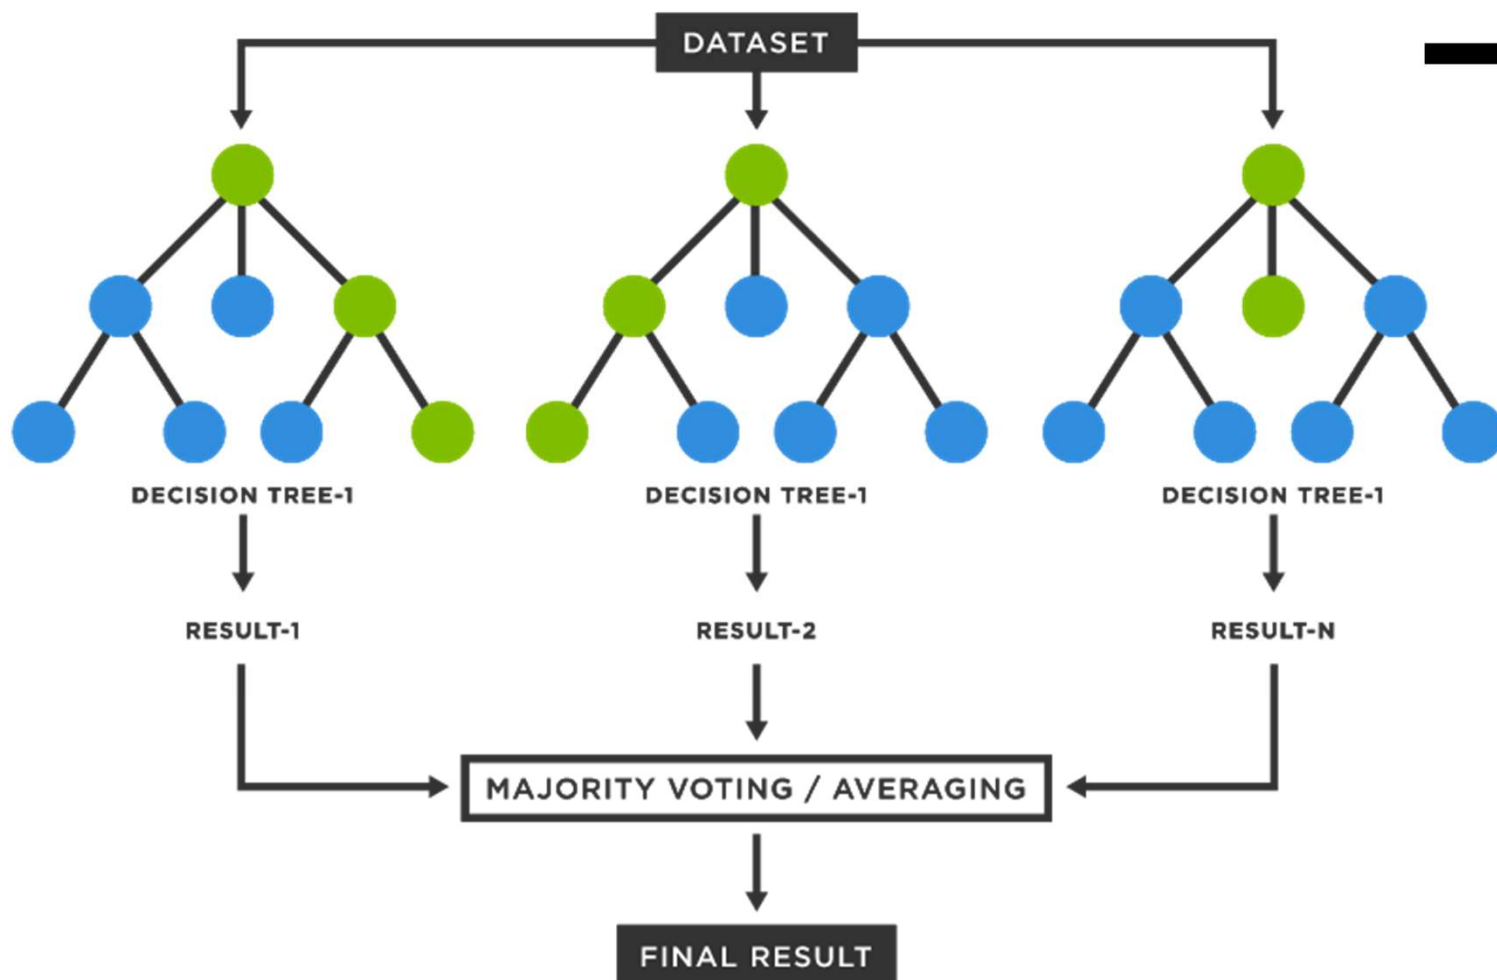 DATASET
DECISION TREE-1
DECISION TREE-1
DECISION TREE-1
RESULT-1
RESULT-2
RESULT-N
MAJORITY VOTING / AVERAGING
FINAL RESULT